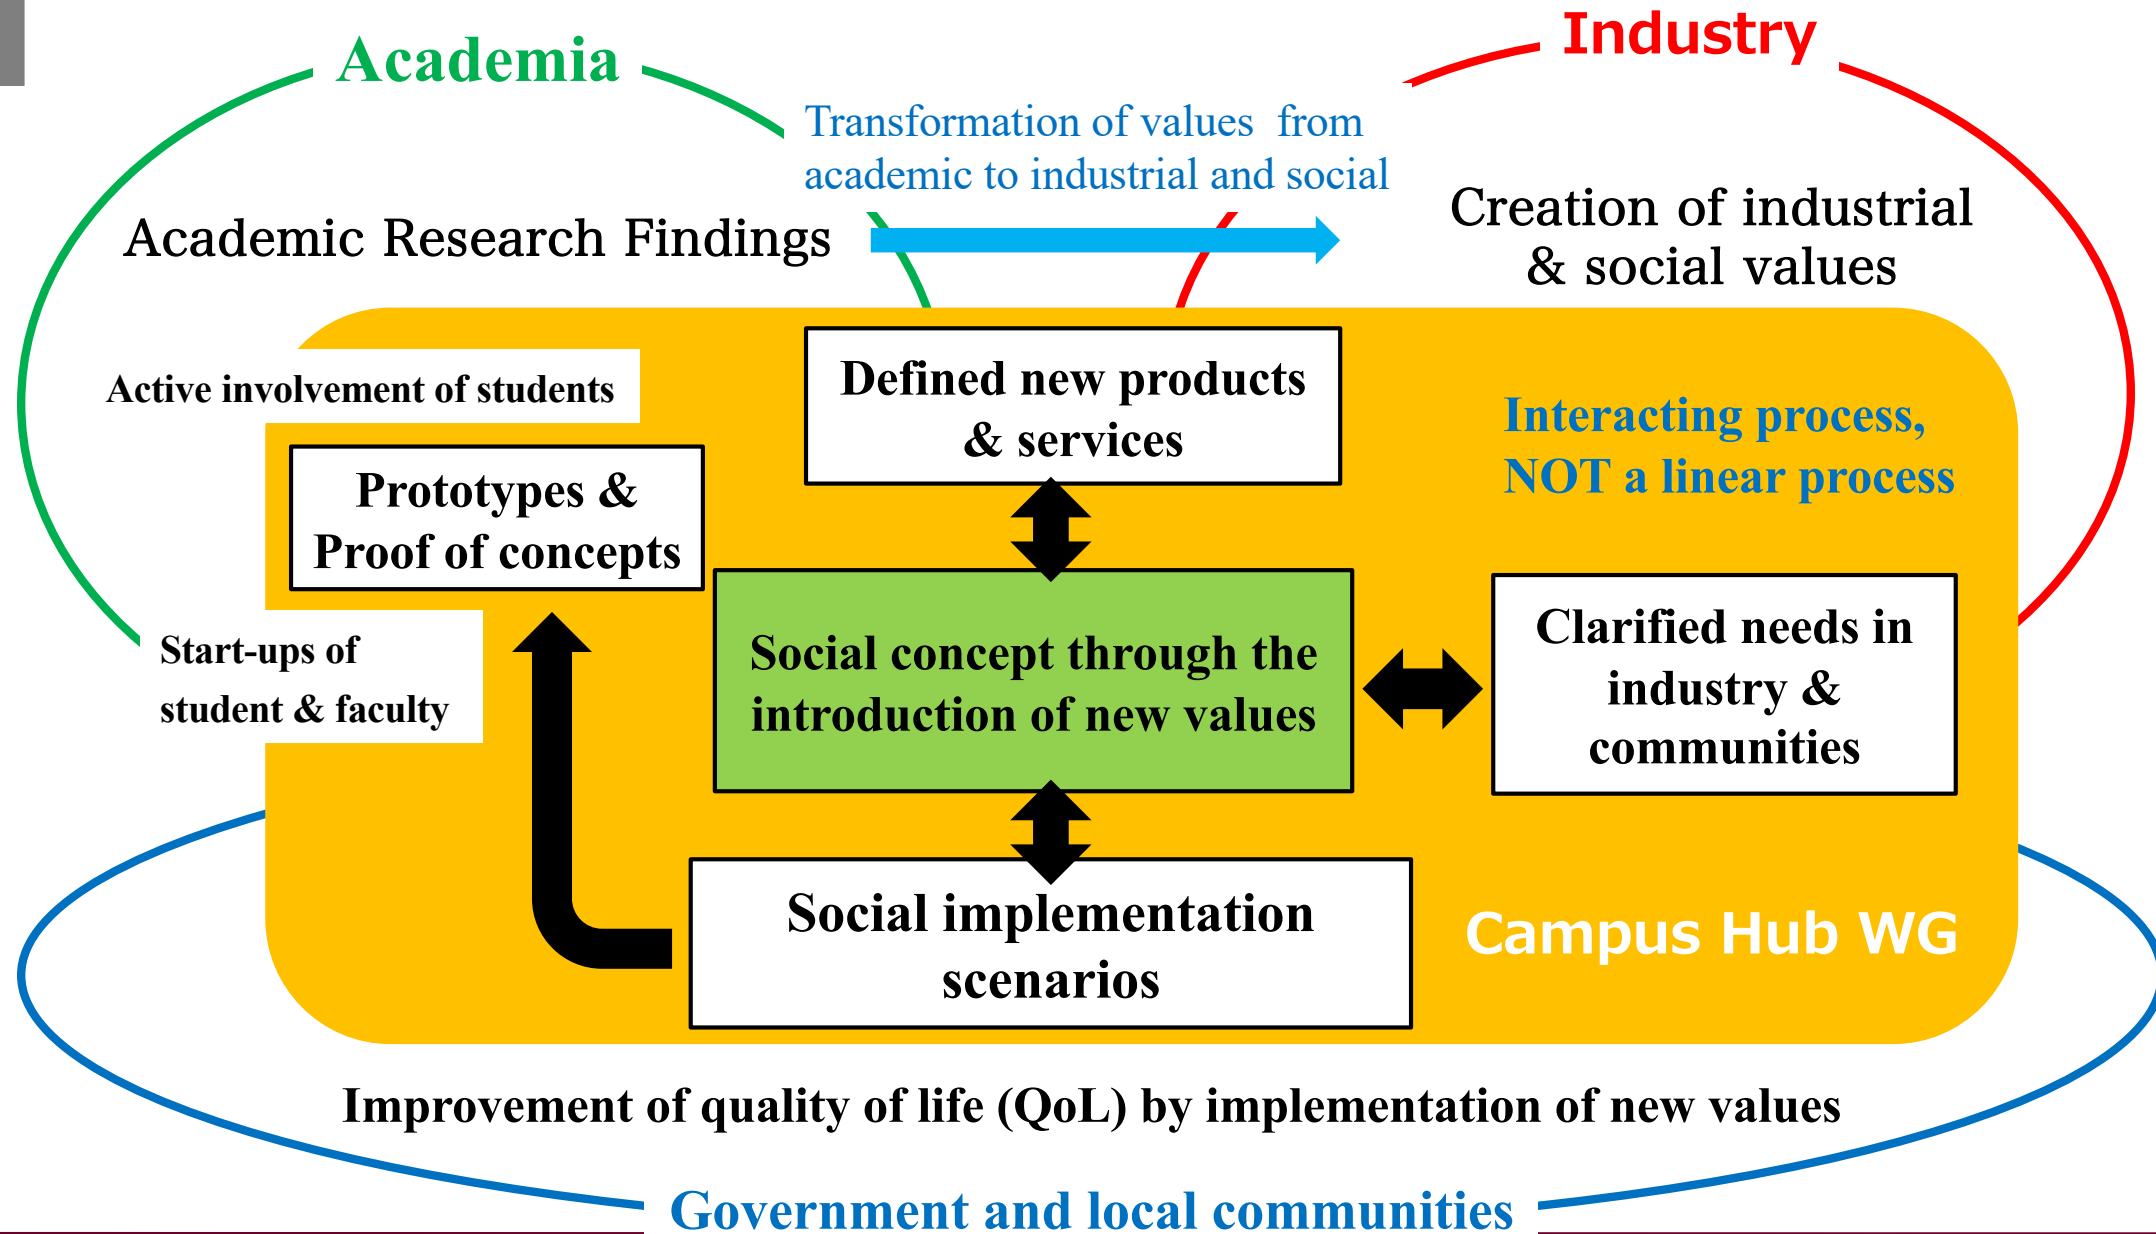 Academia
Industry
Transformation of values  from
academic to industrial and social
Academic Research Findings
Creation of industrial
& social values
Active involvement of students
Defined new products
& services
Interacting process,
NOT a linear process
Prototypes &
Proof of concepts
Start-ups of
student & faculty
Social concept through the
introduction of new values
Clarified needs in
industry &
communities
Social implementation
scenarios
Campus Hub WG
Improvement of quality of life (QoL) by implementation of new values
Government and local communities